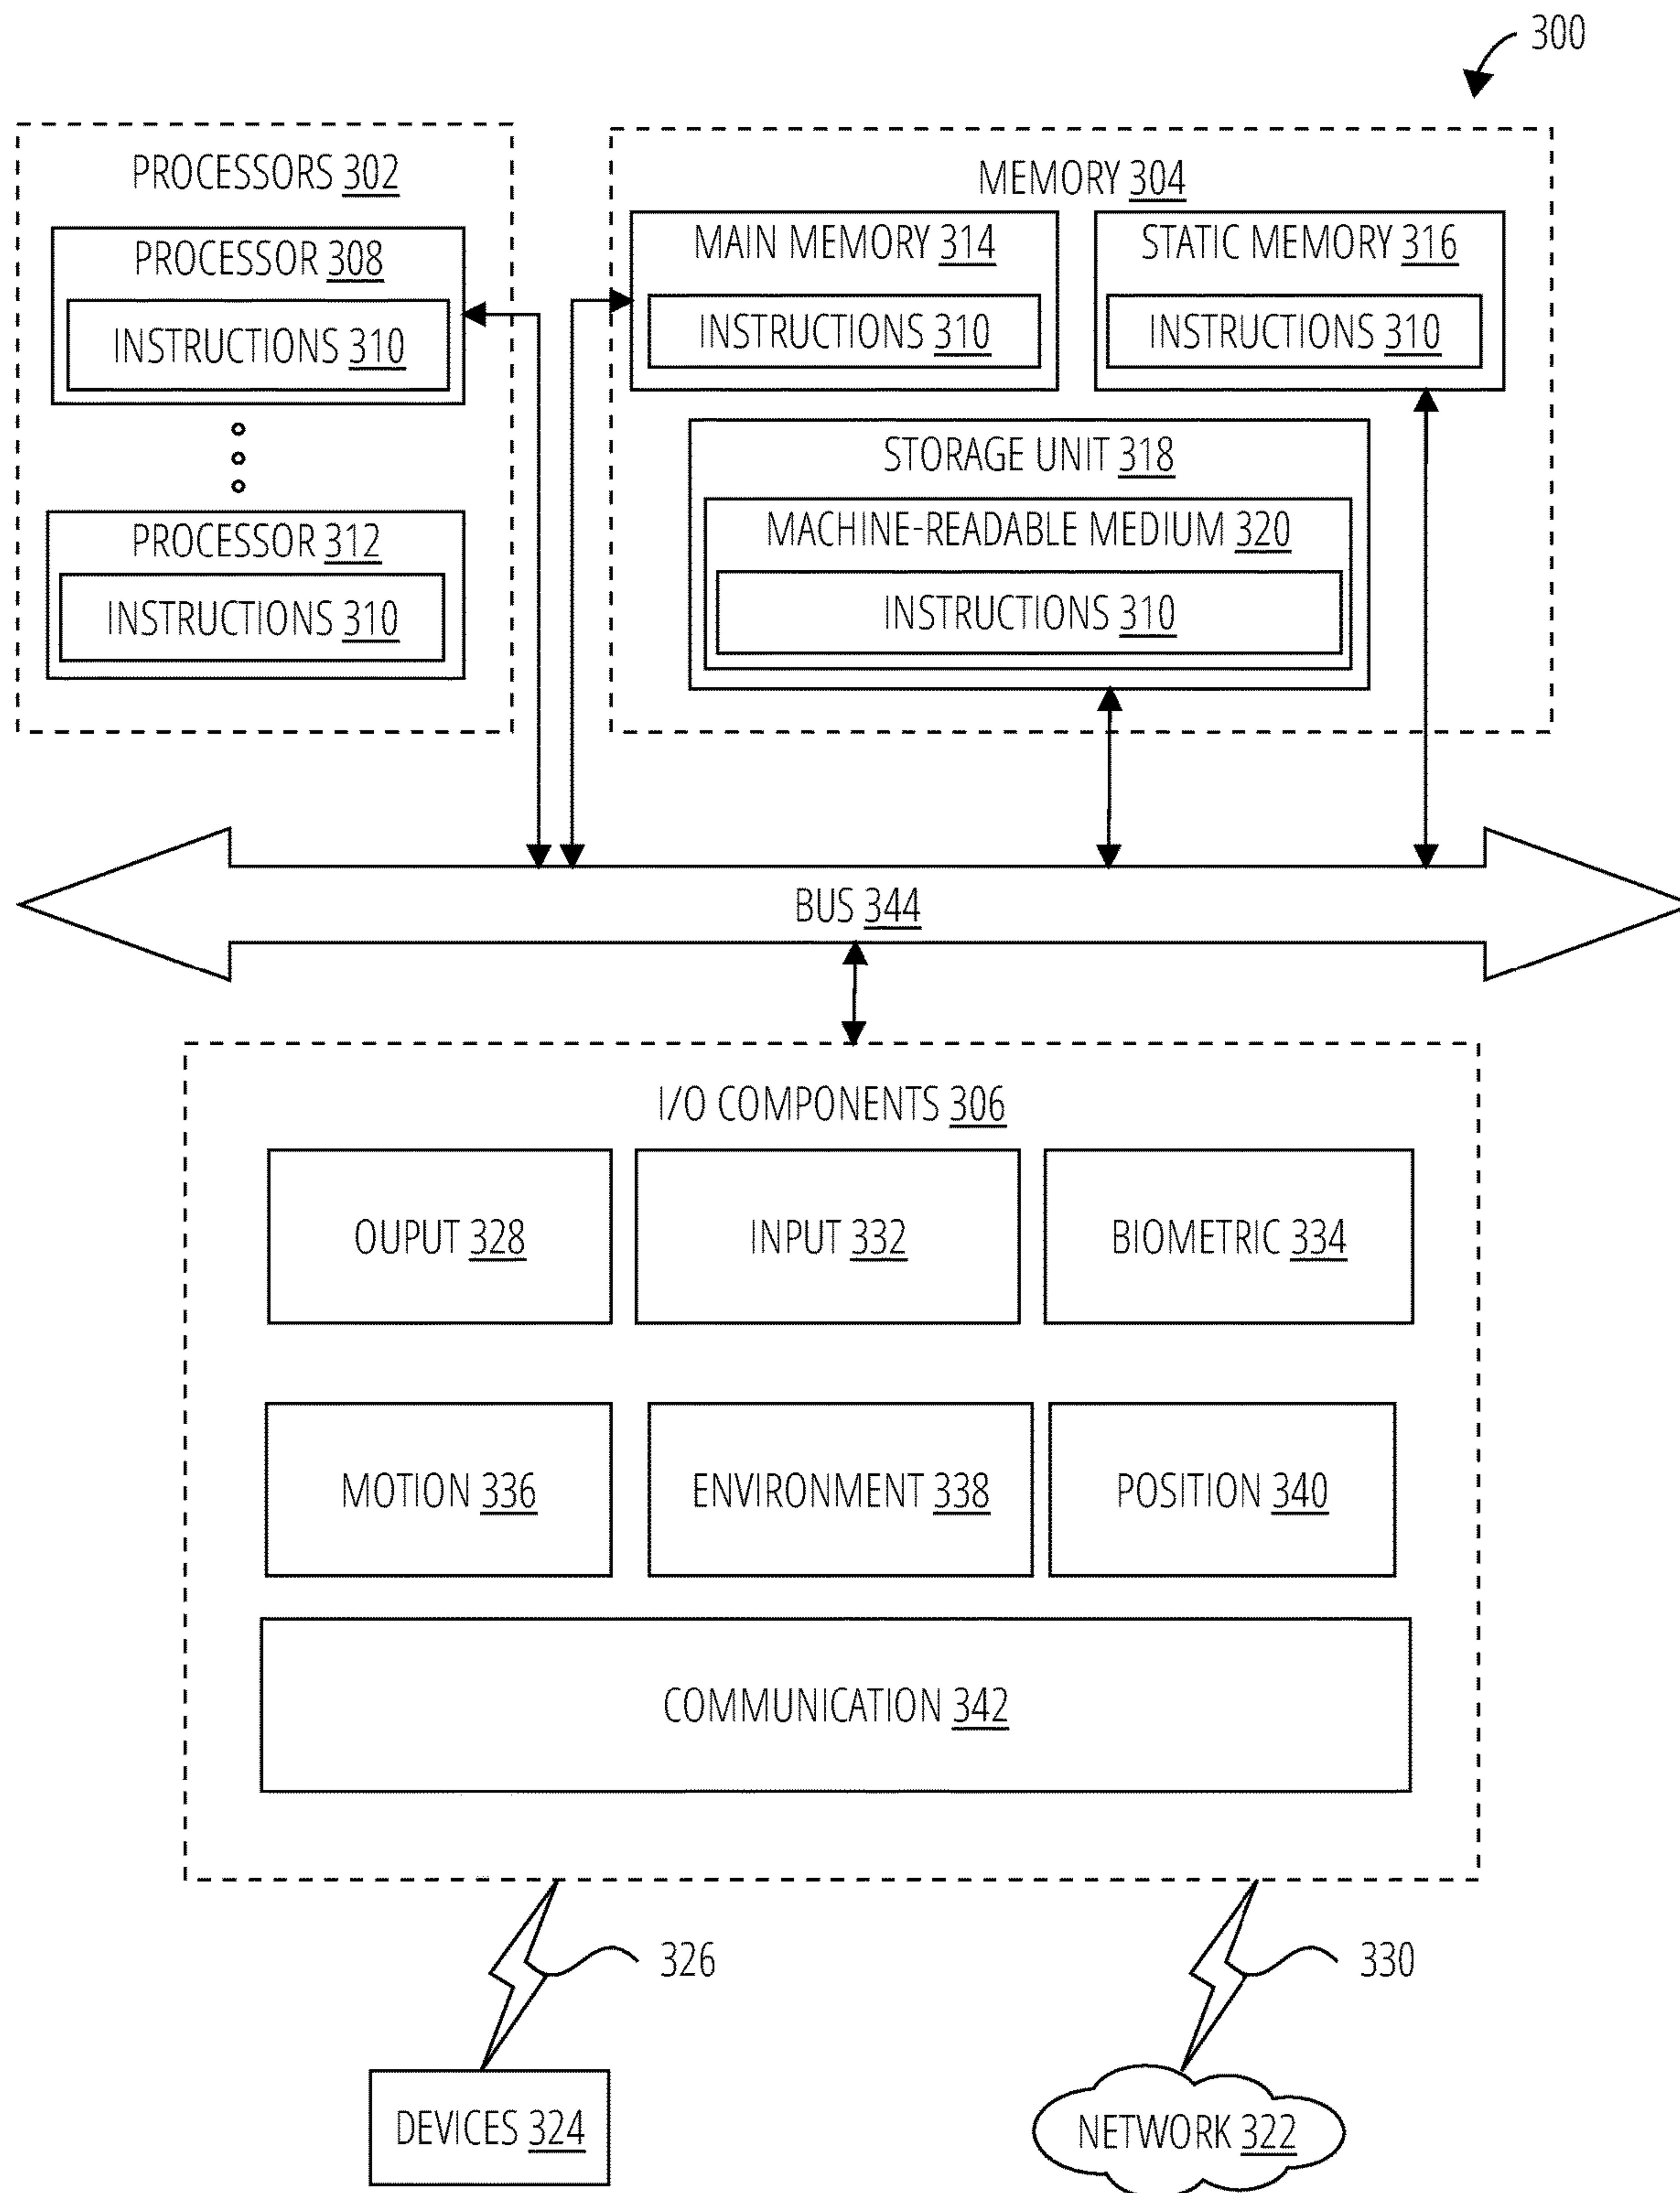 300
PROCESSORS 302
PROCESSOR 308
INSTRUCTIONS 310
PROCESSOR 312
INSTRUCTIONS 310
MEMORY 304
MAIN MEMORY 314
INSTRUCTIONS 310
STATIC MEMORY 316
INSTRUCTIONS 310
STORAGE UNIT 318
MACHINE-READABLE MEDIUM 320
INSTRUCTIONS 310
BUS 344
I/O COMPONENTS 306
OUPUT 328
INPUT 332
BIOMETRIC 334
MOTION 336
ENVIRONMENT 338
POSITION 340
COMMUNICATION 342
326
330
DEVICES 324
NETWORK 322